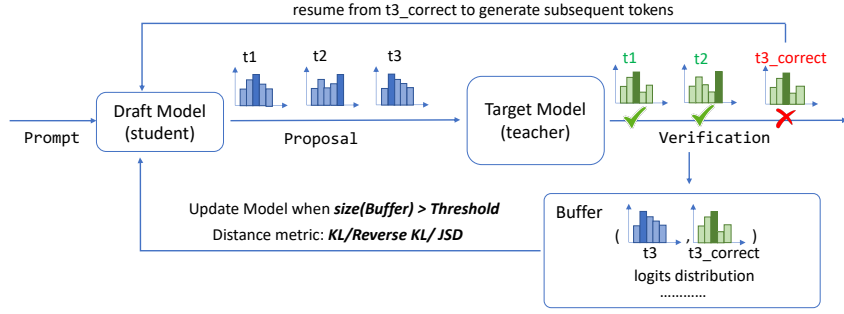 resume from t3_correct to generate subsequent tokens
t1
t2
t3
t1
t2
t3_correct
Draft Model
(student)
Target Model
(teacher)
Prompt
Proposal
Verification
Update Model when size(Buffer) > Threshold
Distance metric: KL/Reverse KL/ JSD
Buffer
( , )
t3
t3_correct
logits distribution
…………